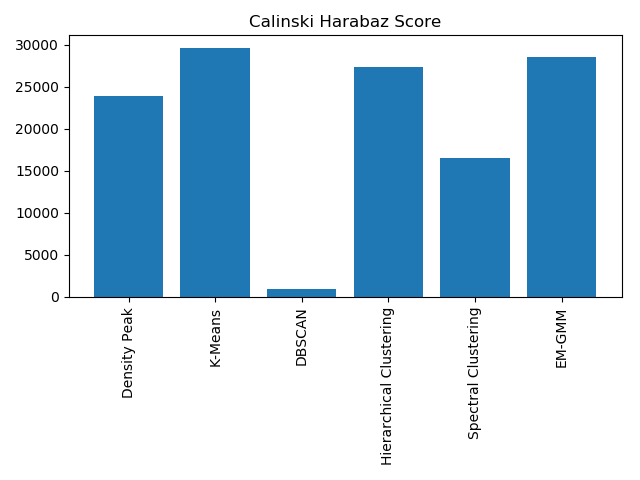 Calinski Harabaz Score
30000
25000
20000
15000
10000
5000
0
Density Peak
K-Means
DBSCAN
Hierarchical Clustering
Spectral Clustering
EM-GMM